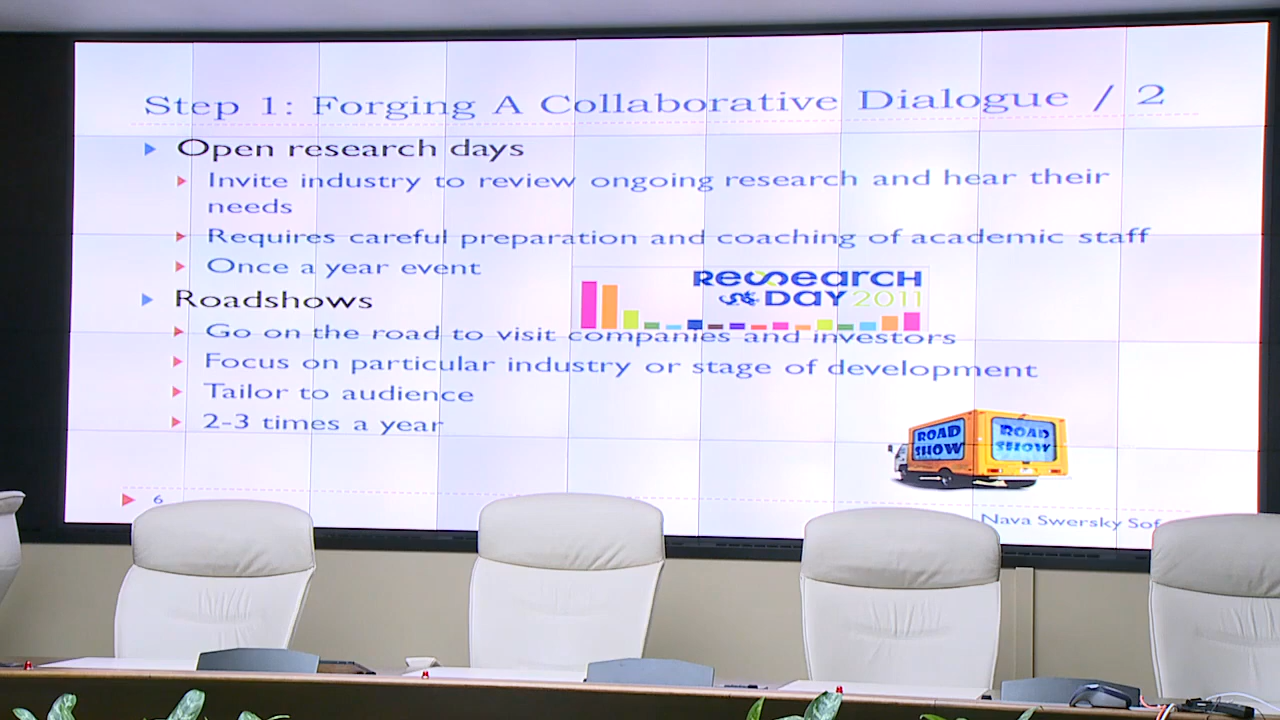 Step 1: Forging A Collaborative Dialogue / 2
Open research days
Invite industry to review ongoing research and hear their
needs
Requires careful preparation and coaching of academic staff
Once a year event
ReSearch
Day 2011
Roadshows
Go on the road to visit companies and investors
Focus on particular industry or stage of development
Tailor to audience
2-3 times a year
ROAD
SHOW
ROAD
SHOW
6
Nava Swersky